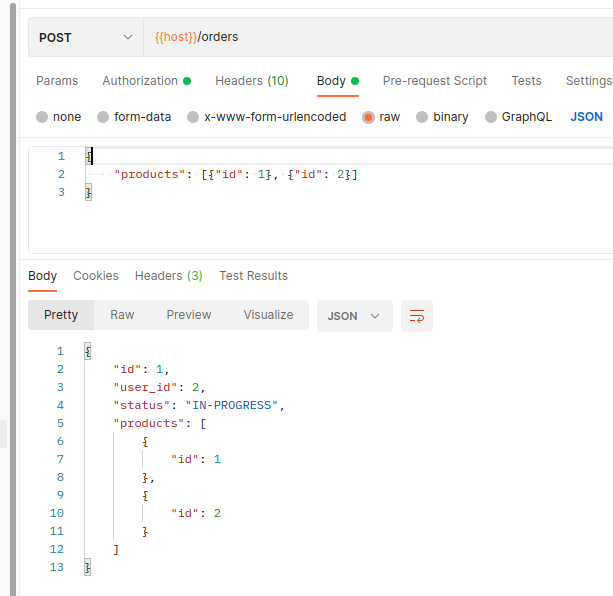 POST {{host}}/orders
Params Authorization Headers (10) Body Pre-request Script Tests Settings
none form-data x-www-form-urlencoded raw binary GraphQL JSON
1 {
2 "products": [{"id": 1}, {"id": 2}]
3 }
Body Cookies Headers (3) Test Results
Pretty Raw Preview Visualize JSON
1 {
2 "id": 1,
3 "user_id": 2,
4 "status": "IN-PROGRESS",
5 "products": [
6 {
7 "id": 1
8 },
9 {
10 "id": 2
11 }
12 ]
13 }